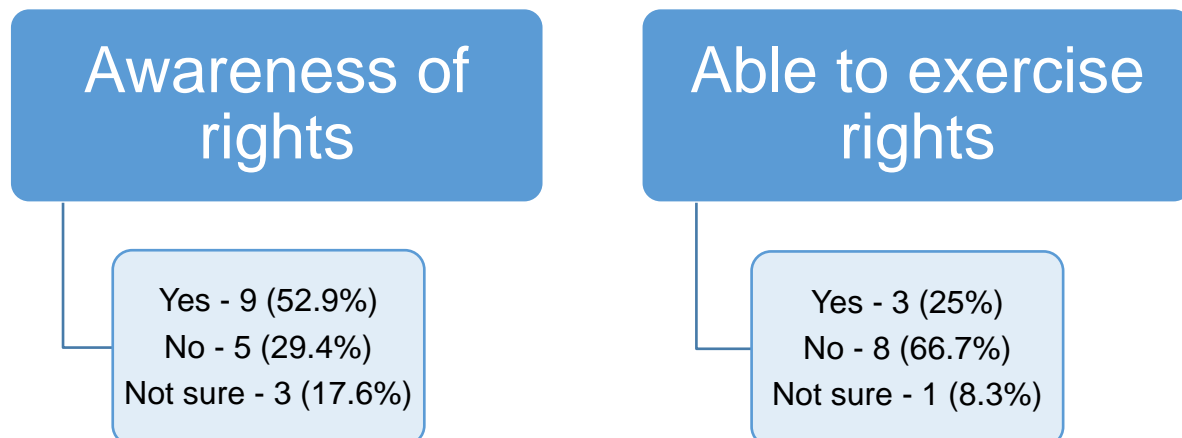 Awareness of
rights
Yes - 9 (52.9%)
No - 5 (29.4%)
Not sure - 3 (17.6%)
Able to exercise
rights
Yes - 3 (25%)
No - 8 (66.7%)
Not sure - 1 (8.3%)